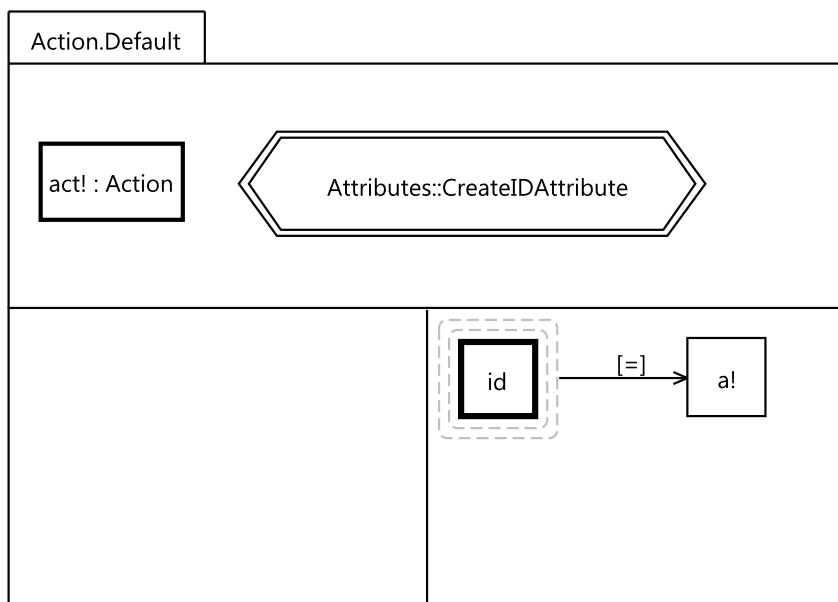 Action.Default
act! : Action
Attributes::CreateIDAttribute
id
[=]
a!